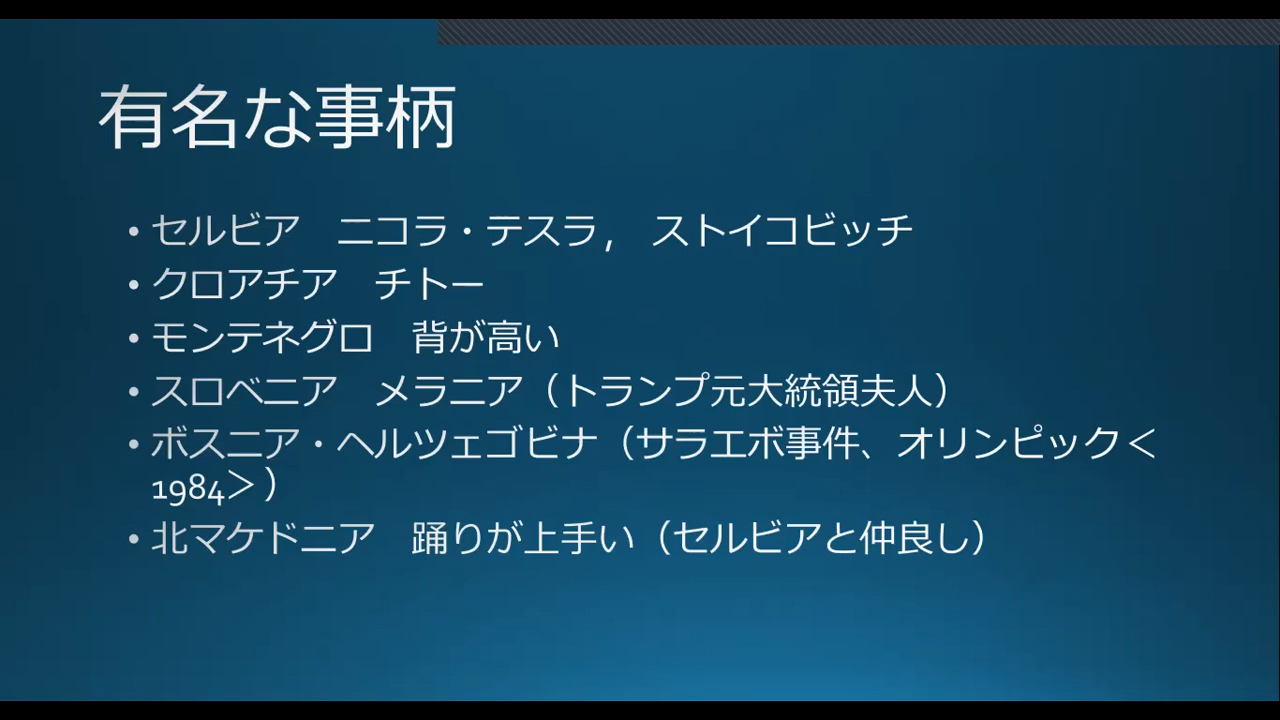 有名な事柄
• セルビア　ニコラ・テスラ,　ストイコビッチ
• クロアチア　チトー
• モンテネグロ　背が高い
• スロベニア　メラニア（トランプ元大統領夫人）
• ボスニア・ヘルツェゴビナ（サラエボ事件、オリンピック＜
1984＞）
• 北マケドニア　踊りが上手い（セルビアと仲良し）